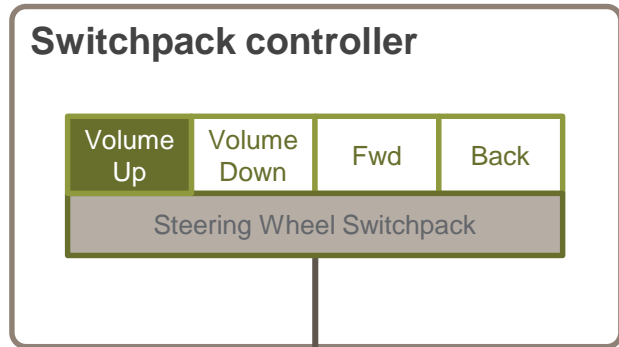 Switchpack controller
Volume
Up
Volume
Down
Fwd
Back
Steering Wheel Switchpack